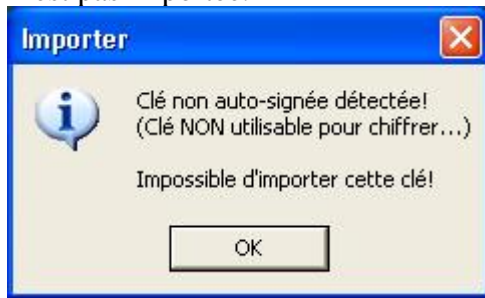 Importer
Clé non auto-signée détectée!
(Clé NON utilisable pour chiffrer...)
Impossible d'importer cette clé!
OK